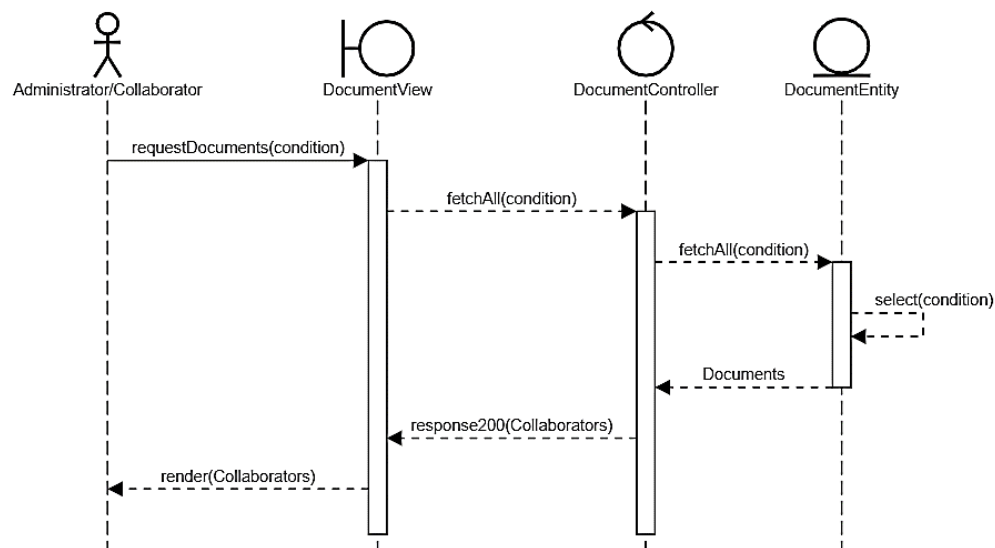 Administrator/Collaborator
DocumentView
DocumentController
DocumentEntity
requestDocuments(condition)
fetchAll(condition)
fetchAll(condition)
select(condition)
Documents
response200(Collaborators)
render(Collaborators)